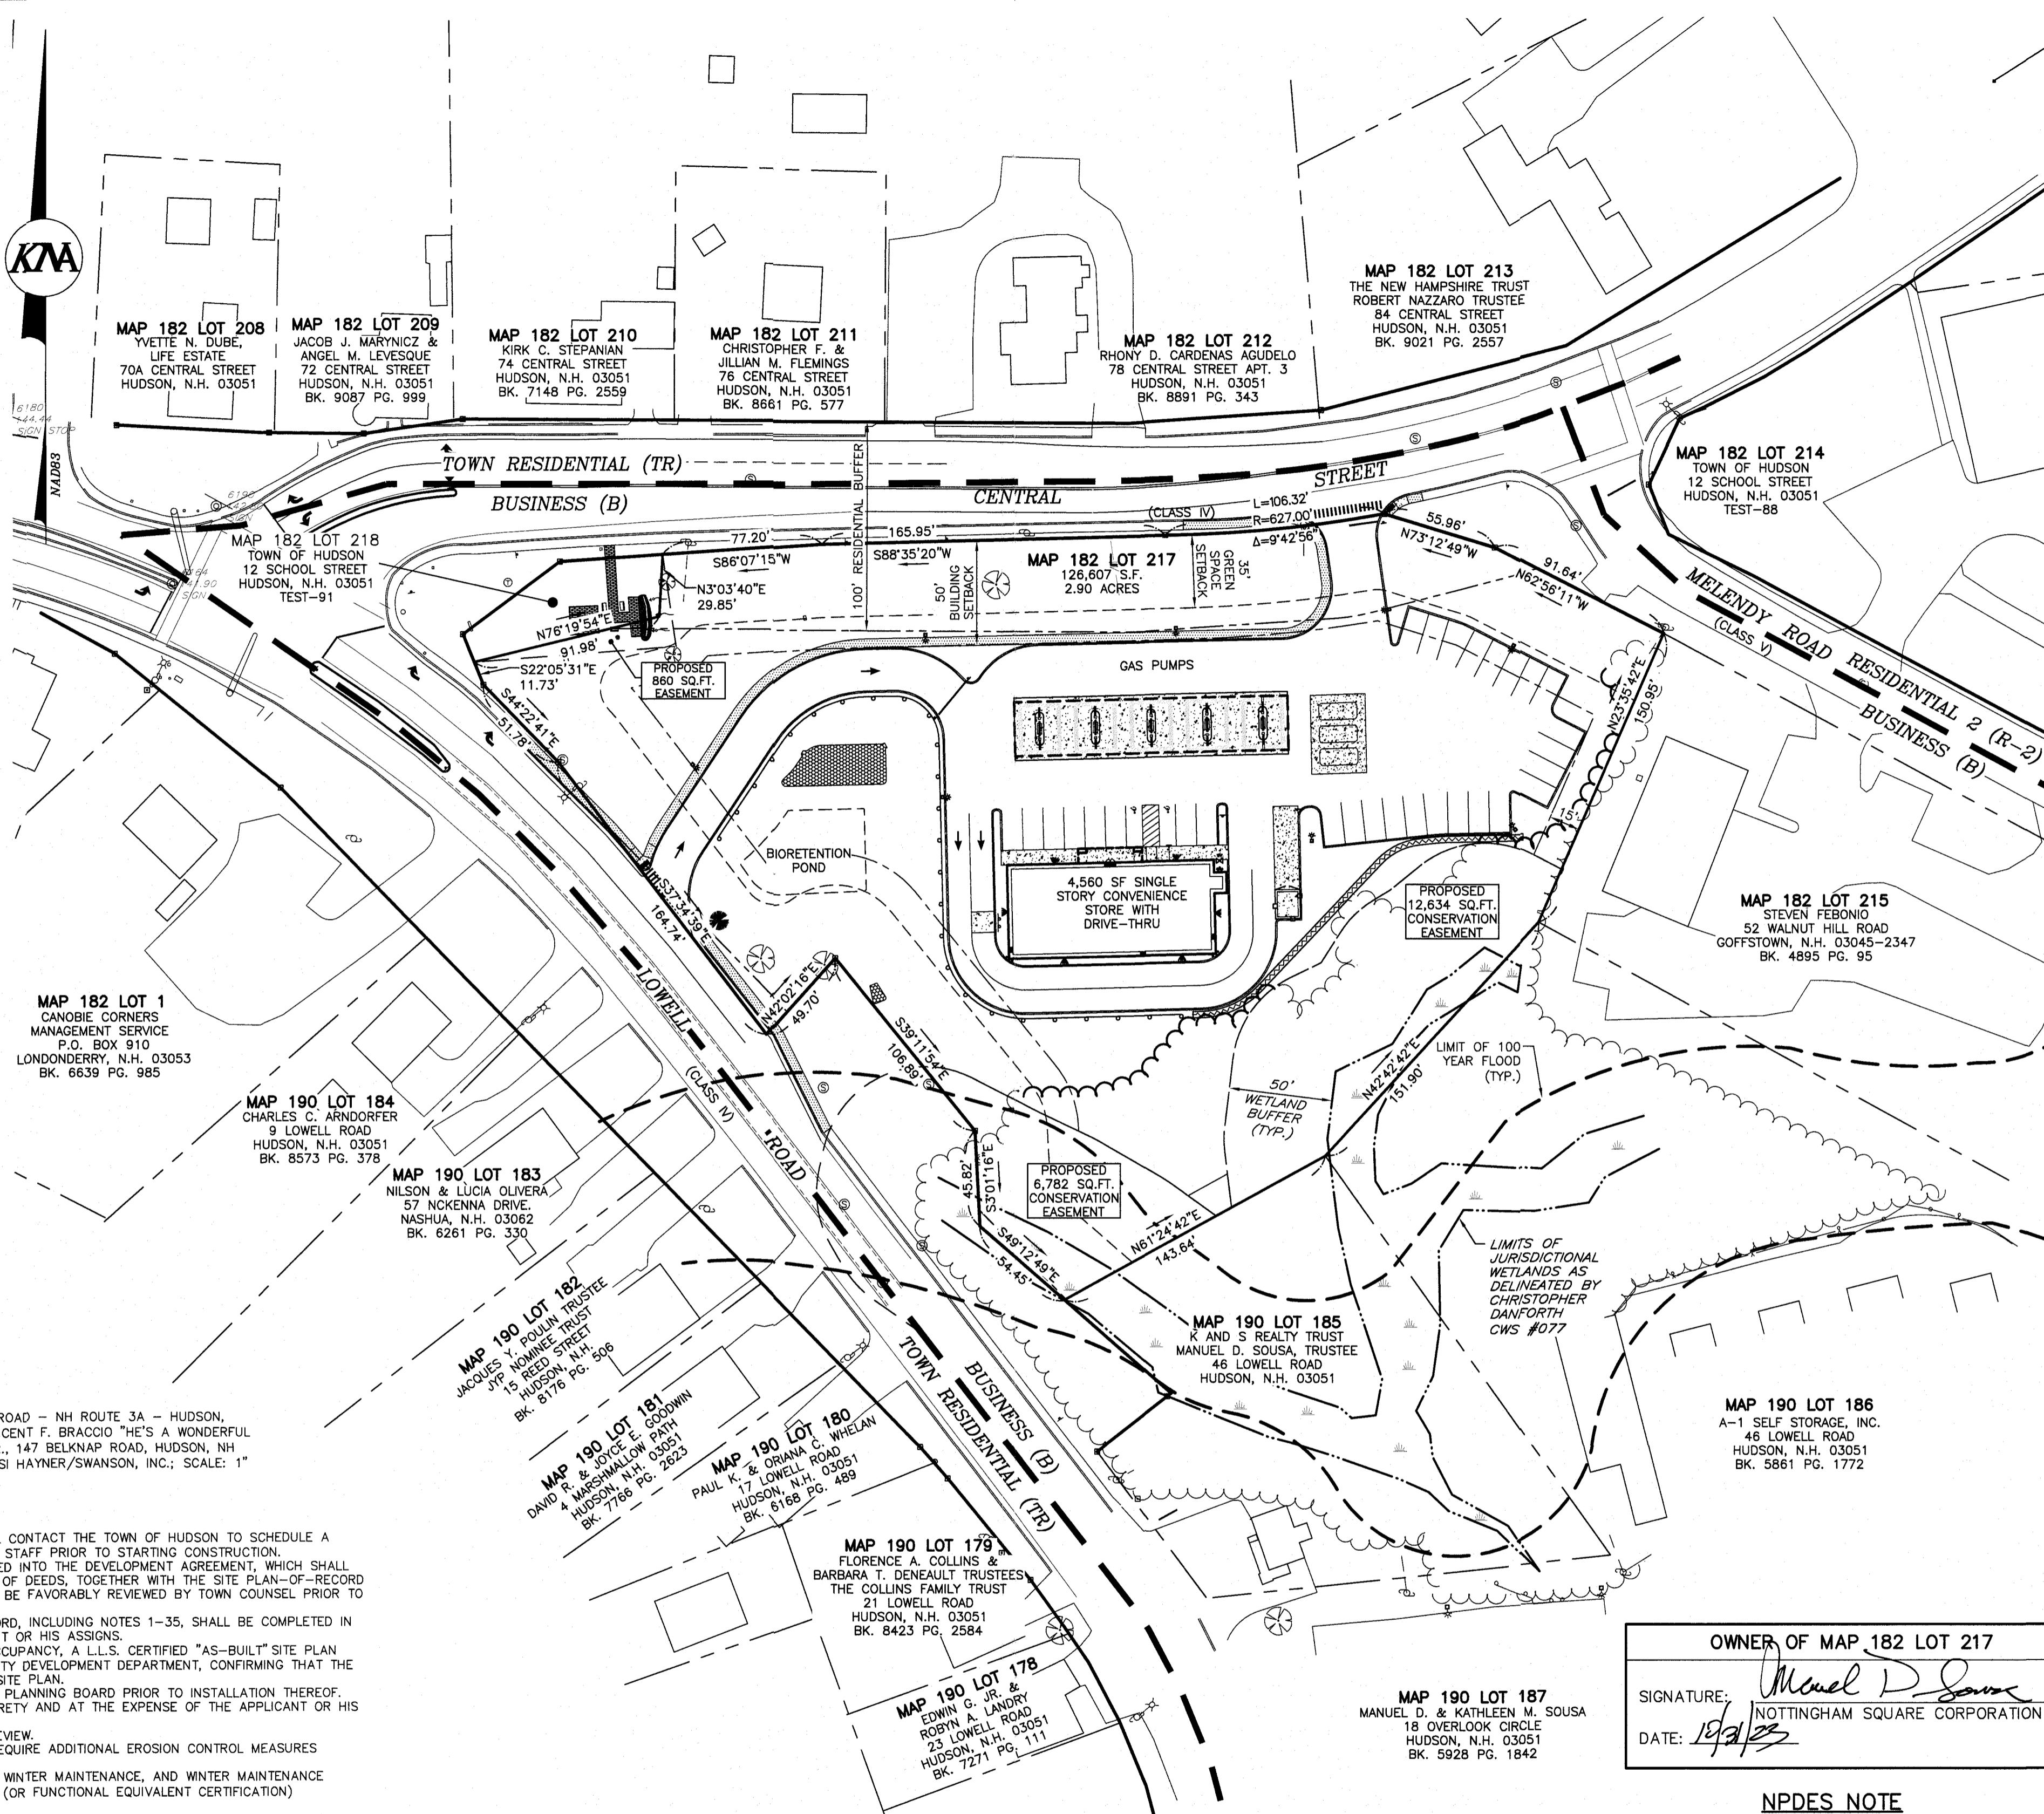 KNA
NAD83
MAP 182 LOT 208
YVETTE N. DUBE,
LIFE ESTATE
70A CENTRAL STREET
HUDSON, N.H. 03051
MAP 182 LOT 209
JACOB J. MARYNICZ &
ANGEL M. LEVESQUE
72 CENTRAL STREET
HUDSON, N.H. 03051
BK. 9087 PG. 999
MAP 182 LOT 210
KIRK C. STEPANIAN
74 CENTRAL STREET
HUDSON, N.H. 03051
BK. 7148 PG. 2559
MAP 182 LOT 211
CHRISTOPHER F. &
JILLIAN M. FLEMINGS
76 CENTRAL STREET
HUDSON, N.H. 03051
BK. 8661 PG. 577
MAP 182 LOT 212
RHONY D. CARDENAS AGUDELO
78 CENTRAL STREET APT. 3
HUDSON, N.H. 03051
BK. 8891 PG. 343
MAP 182 LOT 213
THE NEW HAMPSHIRE TRUST
ROBERT NAZZARO TRUSTEE
84 CENTRAL STREET
HUDSON, N.H. 03051
BK. 9021 PG. 2557
MAP 182 LOT 214
TOWN OF HUDSON
12 SCHOOL STREET
HUDSON, N.H. 03051
TEST-88
6180
SIGN STOP
SIGN
SIGN
TOWN RESIDENTIAL (TR)
BUSINESS (B)
CENTRAL
STREET
(CLASS IV)
100' RESIDENTIAL BUFFER
L=106.32'
R=627.00'
Δ=9°42'56"
MAP 182 LOT 218
TOWN OF HUDSON
12 SCHOOL STREET
HUDSON, N.H. 03051
TEST-91
77.20'
S86°07'15"W
165.95'
S88°35'20"W
50'
BUILDING
SETBACK
MAP 182 LOT 217
126,607 S.F.
2.90 ACRES
35'
GREEN
SPACE
SETBACK
55.96'
N73°12'49"W
91.64'
N62°56'11"W
MELENDY ROAD
(CLASS V)
RESIDENTIAL 2 (R-2)
BUSINESS (B)
N3°03'40"E
29.85'
N76°19'54"E
91.98'
S22°05'31"E
11.73'
PROPOSED
860 SQ.FT.
EASEMENT
S44°22'41"E
51.78'
GAS PUMPS
N23°35'42"E
150.95'
15'
BIORETENTION
POND
4,560 SF SINGLE
STORY CONVENIENCE
STORE WITH
DRIVE-THRU
PROPOSED
12,634 SQ.FT.
CONSERVATION
EASEMENT
MAP 182 LOT 215
STEVEN FEBONIO
52 WALNUT HILL ROAD
GOFFSTOWN, N.H. 03045-2347
BK. 4895 PG. 95
S37°34'39"E
164.74'
N42°02'16"E
49.70'
S39°11'54"E
106.89'
LOWELL
ROAD
(CLASS IV)
MAP 182 LOT 1
CANOBIE CORNERS
MANAGEMENT SERVICE
P.O. BOX 910
LONDONDERRY, N.H. 03053
BK. 6639 PG. 985
MAP 190 LOT 184
CHARLES C. ARNDORFER
9 LOWELL ROAD
HUDSON, N.H. 03051
BK. 8573 PG. 378
MAP 190 LOT 183
NILSON & LUCIA OLIVERA
57 NCKENNA DRIVE.
NASHUA, N.H. 03062
BK. 6261 PG. 330
50'
WETLAND
BUFFER
(TYP.)
N42°42'42"E
151.90'
LIMIT OF 100
YEAR FLOOD
(TYP.)
45.82'
S3°01'16"E
PROPOSED
6,782 SQ.FT.
CONSERVATION
EASEMENT
S49°12'49"E
54.45'
N61°24'42"E
143.64'
LIMITS OF
JURISDICTIONAL
WETLANDS AS
DELINEATED BY
CHRISTOPHER
DANFORTH
CWS #077
MAP 190 LOT 182
JACQUES Y. POULIN TRUSTEE
JYP NOMINEE TRUST
15 REED STREET
HUDSON, N.H.
BK. 8176 PG. 506
MAP 190 LOT 181
DAVID R. & JOYCE E. GOODWIN
4 MARSHMALLOW PATH
HUDSON, N.H. 03051
BK. 7766 PG. 2623
MAP 190 LOT 180
PAUL K. & ORIANA C. WHELAN
17 LOWELL ROAD
HUDSON, N.H. 03051
BK. 6168 PG. 489
BUSINESS (B)
TOWN RESIDENTIAL (TR)
MAP 190 LOT 185
K AND S REALTY TRUST
MANUEL D. SOUSA, TRUSTEE
46 LOWELL ROAD
HUDSON, N.H. 03051
MAP 190 LOT 186
A-1 SELF STORAGE, INC.
46 LOWELL ROAD
HUDSON, N.H. 03051
BK. 5861 PG. 1772
MAP 190 LOT 179
FLORENCE A. COLLINS &
BARBARA T. DENEAULT TRUSTEES
THE COLLINS FAMILY TRUST
21 LOWELL ROAD
HUDSON, N.H. 03051
BK. 8423 PG. 2584
MAP 190 LOT 178
EDWIN G. JR. &
ROBYN A. LANDRY
23 LOWELL ROAD
HUDSON, N.H. 03051
BK. 7271 PG. 111
MAP 190 LOT 187
MANUEL D. & KATHLEEN M. SOUSA
18 OVERLOOK CIRCLE
HUDSON, N.H. 03051
BK. 5928 PG. 1842
ROAD - NH ROUTE 3A - HUDSON,
CENT F. BRACCIO "HE'S A WONDERFUL
., 147 BELKNAP ROAD, HUDSON, NH
SI HAYNER/SWANSON, INC.; SCALE: 1"
CONTACT THE TOWN OF HUDSON TO SCHEDULE A
STAFF PRIOR TO STARTING CONSTRUCTION.
ED INTO THE DEVELOPMENT AGREEMENT, WHICH SHALL
OF DEEDS, TOGETHER WITH THE SITE PLAN-OF-RECORD
BE FAVORABLY REVIEWED BY TOWN COUNSEL PRIOR TO
ORD, INCLUDING NOTES 1-35, SHALL BE COMPLETED IN
T OR HIS ASSIGNS.
CUPANCY, A L.L.S. CERTIFIED "AS-BUILT" SITE PLAN
TY DEVELOPMENT DEPARTMENT, CONFIRMING THAT THE
SITE PLAN.
PLANNING BOARD PRIOR TO INSTALLATION THEREOF.
RETY AND AT THE EXPENSE OF THE APPLICANT OR HIS
EVIEW.
EQUIRE ADDITIONAL EROSION CONTROL MEASURES
WINTER MAINTENANCE, AND WINTER MAINTENANCE
(OR FUNCTIONAL EQUIVALENT CERTIFICATION)
OWNER OF MAP 182 LOT 217
SIGNATURE: Manuel D Sousa
NOTTINGHAM SQUARE CORPORATION
DATE: 10/31/23
NPDES NOTE